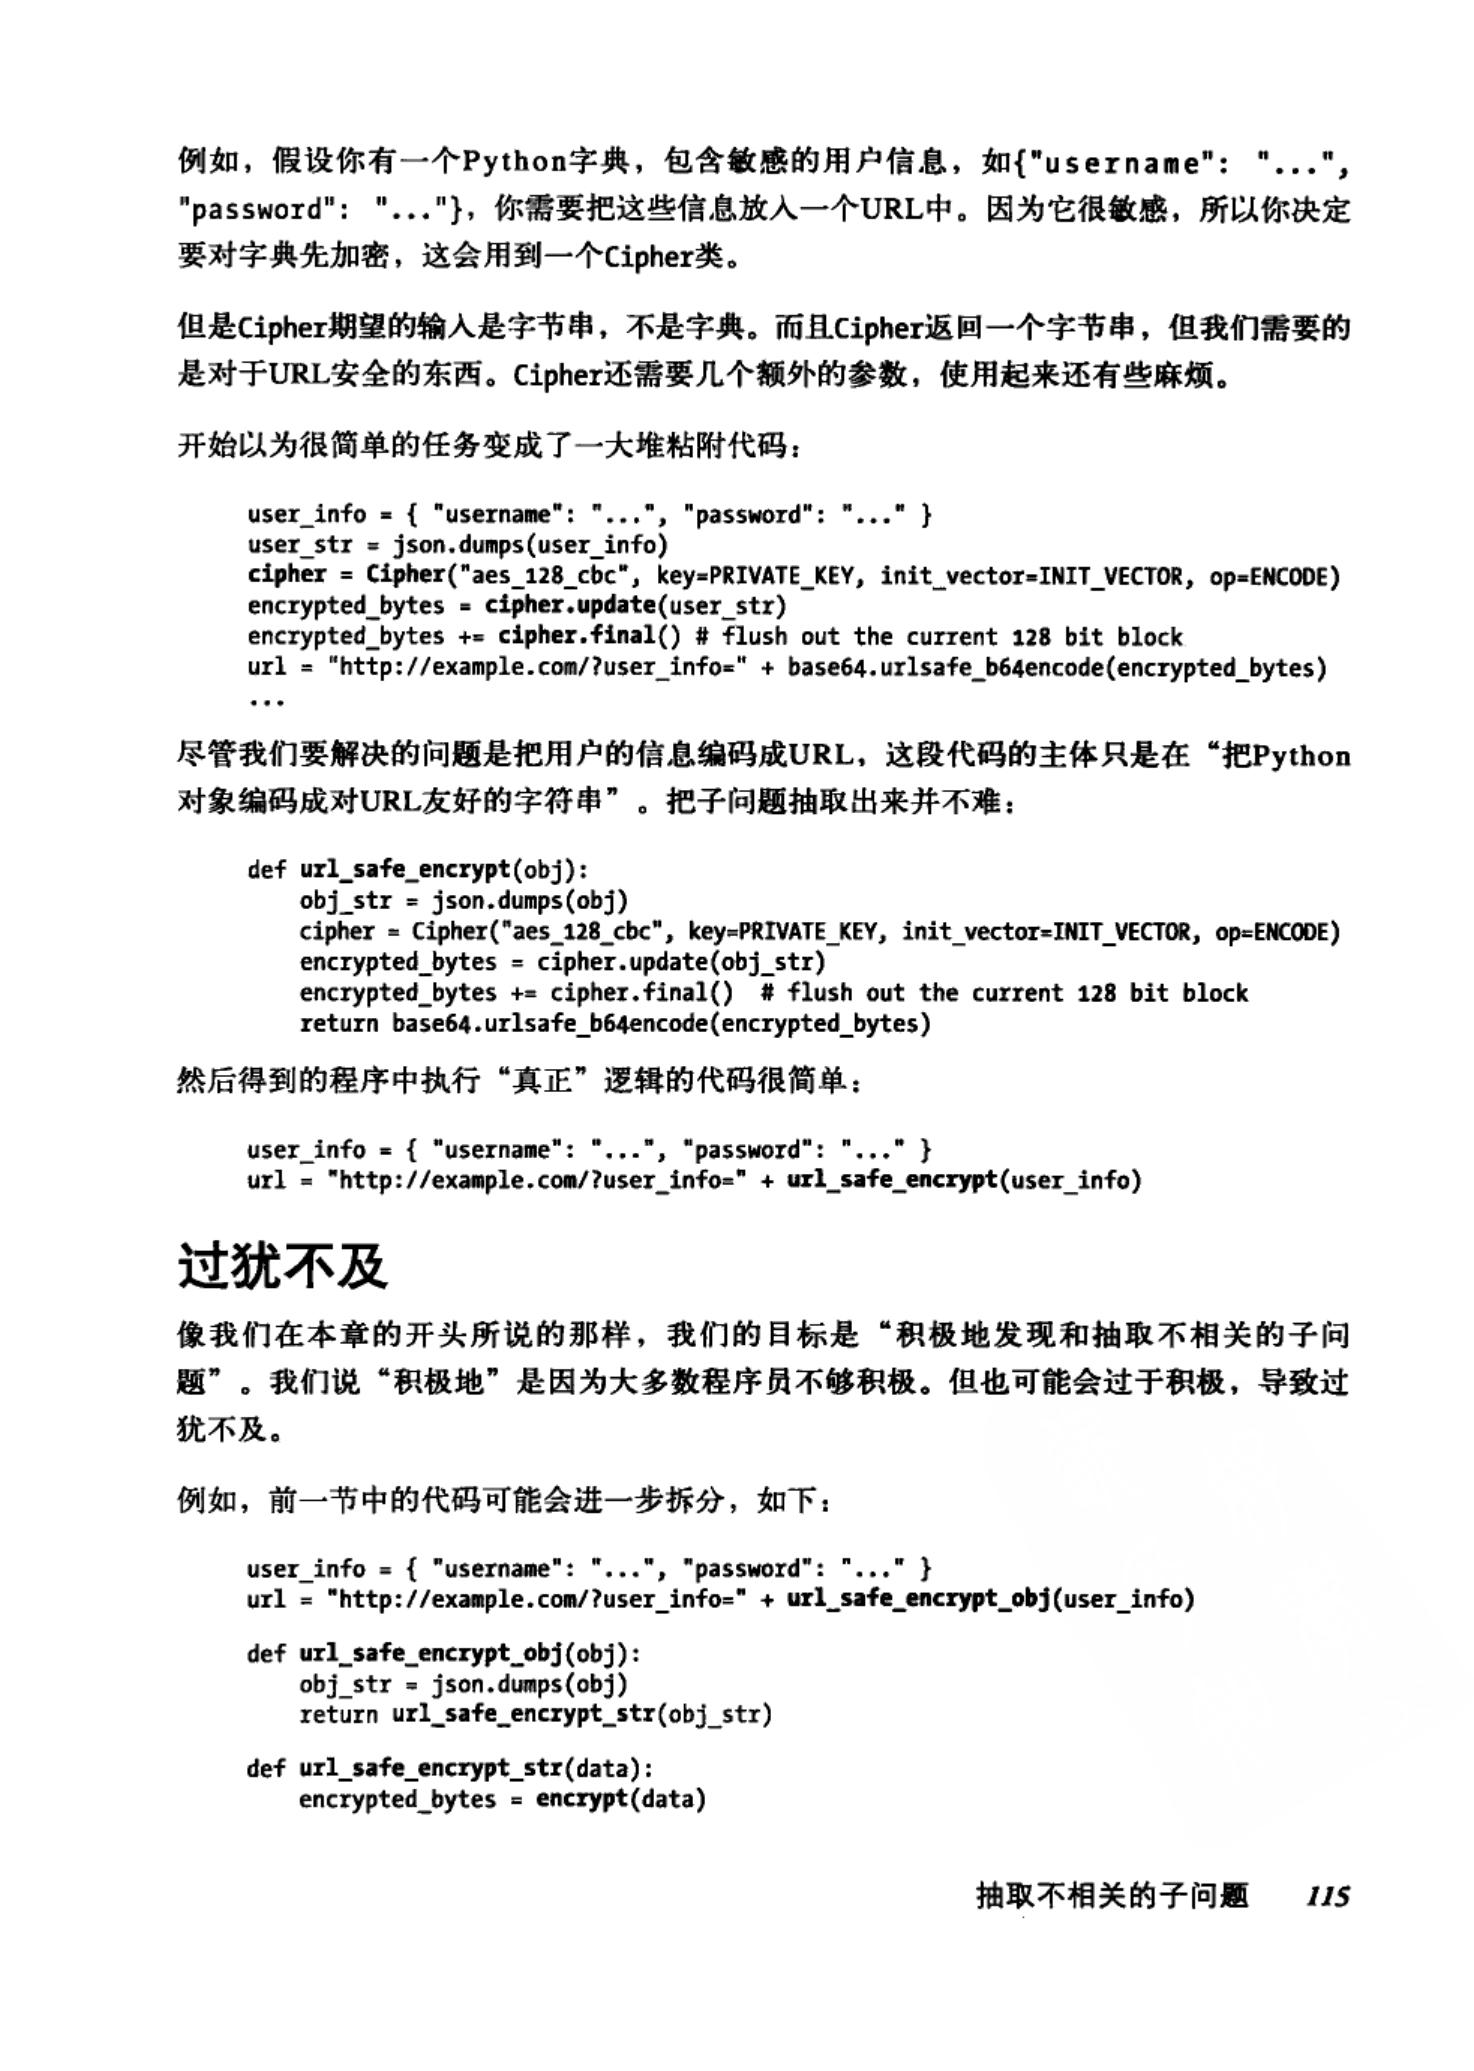 例如，假设你有一个Python字典，包含敏感的用户信息，如{"username": "...",
"password": "..."}，你需要把这些信息放入一个URL中。因为它很敏感，所以你决定
要对字典先加密，这会用到一个Cipher类。
但是Cipher期望的输入是字节串，不是字典。而且Cipher返回一个字节串，但我们需要的
是对于URL安全的东西。Cipher还需要几个额外的参数，使用起来还有些麻烦。
开始以为很简单的任务变成了一大堆粘附代码：
user_info = { "username": "...", "password": "..." }
user_str = json.dumps(user_info)
cipher = Cipher("aes_128_cbc", key=PRIVATE_KEY, init_vector=INIT_VECTOR, op=ENCODE)
encrypted_bytes = cipher.update(user_str)
encrypted_bytes += cipher.final() # flush out the current 128 bit block
url = "http://example.com/?user_info=" + base64.urlsafe_b64encode(encrypted_bytes)
...
尽管我们要解决的问题是把用户的信息编码成URL，这段代码的主体只是在“把Python
对象编码成对URL友好的字符串”。把子问题抽取出来并不难：
def url_safe_encrypt(obj):
    obj_str = json.dumps(obj)
    cipher = Cipher("aes_128_cbc", key=PRIVATE_KEY, init_vector=INIT_VECTOR, op=ENCODE)
    encrypted_bytes = cipher.update(obj_str)
    encrypted_bytes += cipher.final()  # flush out the current 128 bit block
    return base64.urlsafe_b64encode(encrypted_bytes)
然后得到的程序中执行“真正”逻辑的代码很简单：
user_info = { "username": "...", "password": "..." }
url = "http://example.com/?user_info=" + url_safe_encrypt(user_info)
过犹不及
像我们在本章的开头所说的那样，我们的目标是“积极地发现和抽取不相关的子问
题”。我们说“积极地”是因为大多数程序员不够积极。但也可能会过于积极，导致过
犹不及。
例如，前一节中的代码可能会进一步拆分，如下：
user_info = { "username": "...", "password": "..." }
url = "http://example.com/?user_info=" + url_safe_encrypt_obj(user_info)
def url_safe_encrypt_obj(obj):
    obj_str = json.dumps(obj)
    return url_safe_encrypt_str(obj_str)
def url_safe_encrypt_str(data):
    encrypted_bytes = encrypt(data)
抽取不相关的子问题 115